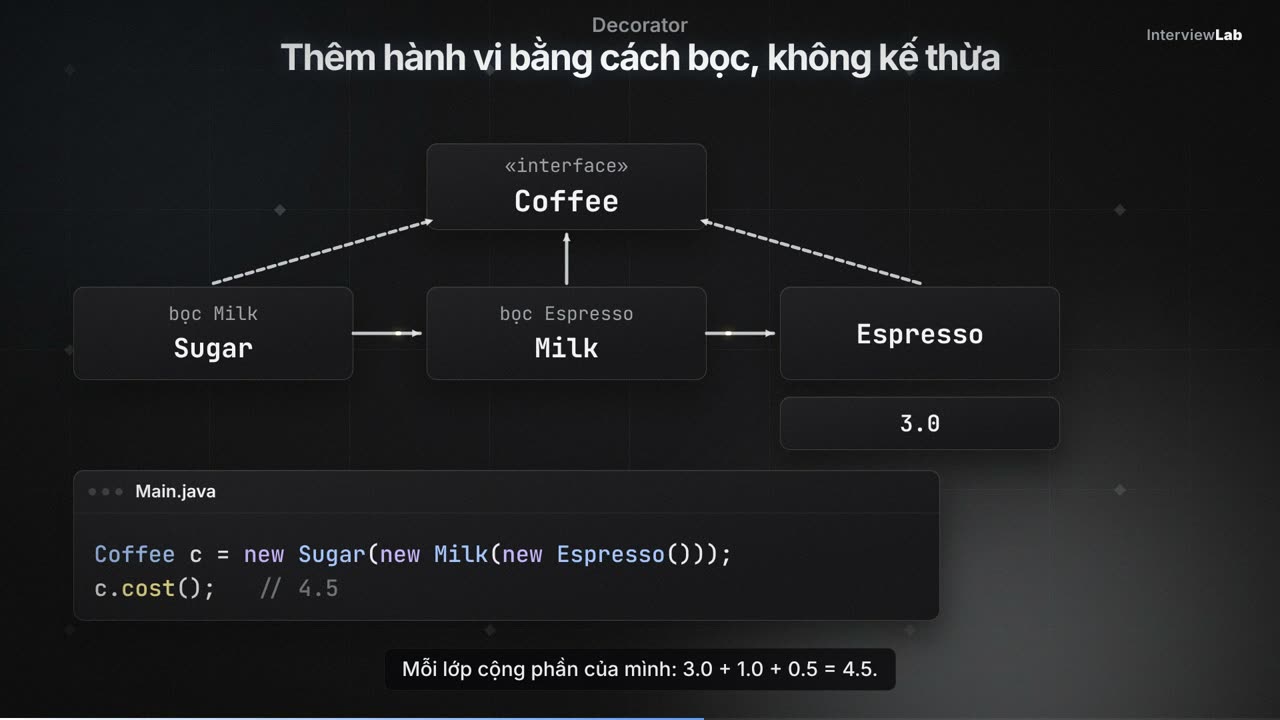 Decorator
Thêm hành vi bằng cách bọc, không kế thừa
InterviewLab
«interface»
Coffee
bọc Milk
Sugar
bọc Espresso
Milk
Espresso
3.0
Main.java
Coffee c = new Sugar(new Milk(new Espresso()));
c.cost();   // 4.5
Mỗi lớp cộng phần của mình: 3.0 + 1.0 + 0.5 = 4.5.